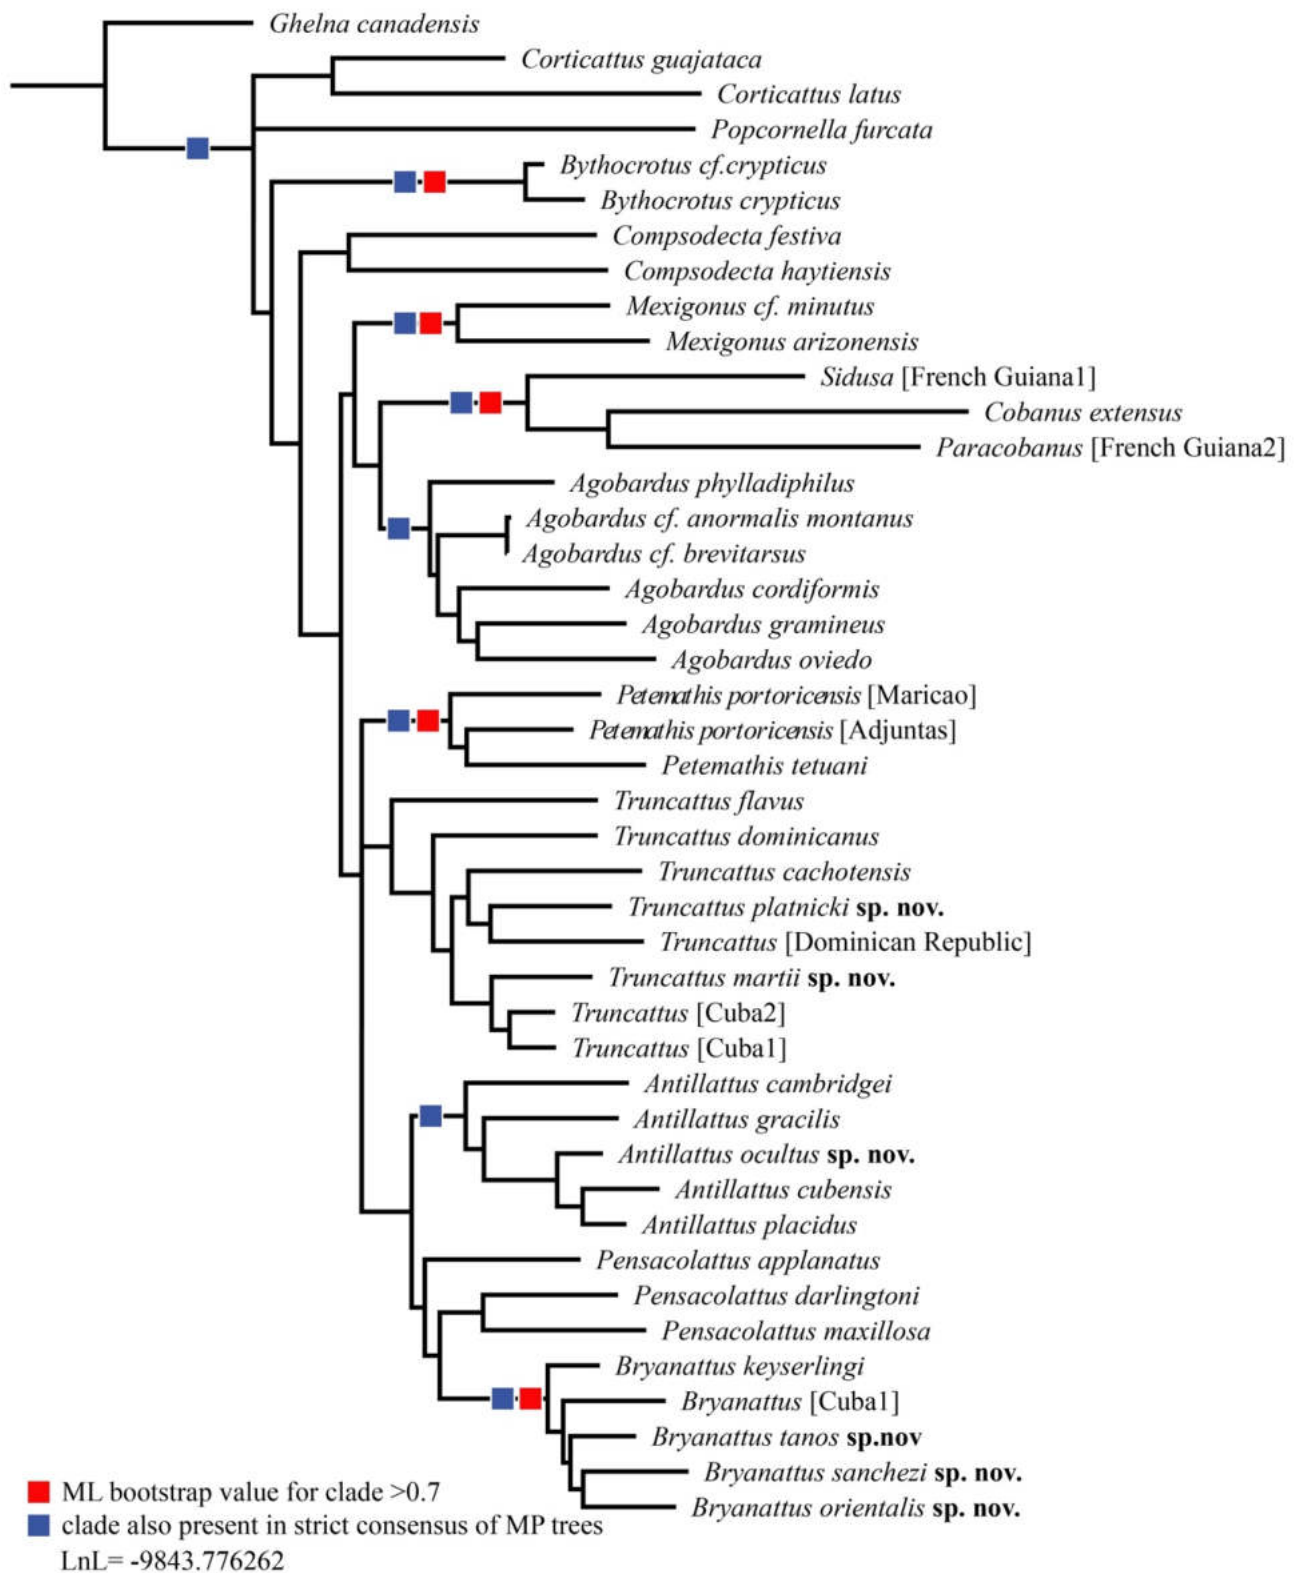 Ghelna canadensis
Corticattus guajataca
Corticattus latus
Popcornella furcata
Bythocrotus cf.crypticus
Bythocrotus crypticus
Compsodecta festiva
Compsodecta haytiensis
Mexigonus cf. minutus
Mexigonus arizonensis
Sidusa [French Guiana1]
Cobanus extensus
Paracobanus [French Guiana2]
Agobardus phylladiphilus
Agobardus cf. anormalis montanus
Agobardus cf. brevitarsus
Agobardus cordiformis
Agobardus gramineus
Agobardus oviedo
Petemathis portoricensis [Maricao]
Petemathis portoricensis [Adjuntas]
Petemathis tetuani
Truncattus flavus
Truncattus dominicanus
Truncattus cachotensis
Truncattus platnicki sp. nov.
Truncattus [Dominican Republic]
Truncattus martii sp. nov.
Truncattus [Cuba2]
Truncattus [Cuba1]
Antillattus cambridgei
Antillattus gracilis
Antillattus ocultus sp. nov.
Antillattus cubensis
Antillattus placidus
Pensacolattus applanatus
Pensacolattus darlingtoni
Pensacolattus maxillosa
Bryanattus keyserlingi
Bryanattus [Cuba1]
Bryanattus tanos sp.nov
Bryanattus sanchezi sp. nov.
Bryanattus orientalis sp. nov.
ML bootstrap value for clade >0.7
clade also present in strict consensus of MP trees
LnL= -9843.776262